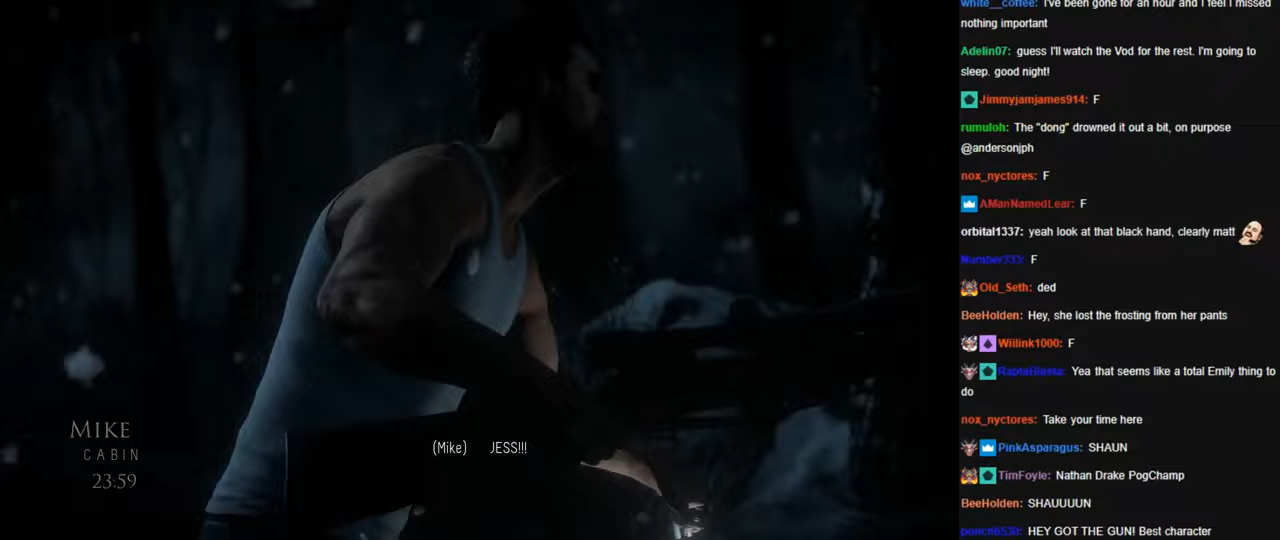 MIKE
CABIN
23:59
(Mike) JESS!!!
white__coffee: I've been gone for an hour and I feel I missed
nothing important
Adelin07: guess I'll watch the Vod for the rest. I'm going to
sleep. good night!
Jimmyjamjames914: F
rumuloh: The "dong" drowned it out a bit, on purpose
@andersonjph
nox_nyctores: F
AManNamedLear: F
orbital1337: yeah look at that black hand, clearly matt
Number333: F
Old_Seth: ded
BeeHolden: Hey, she lost the frosting from her pants
Wiilink1000: F
Yea that seems like a total Emily thing to
do
nox_nyctores: Take your time here
PinkAsparagus: SHAUN
TimFoyle: Nathan Drake PogChamp
BeeHolden: SHAUUUUN
HEY GOT THE GUN! Best character